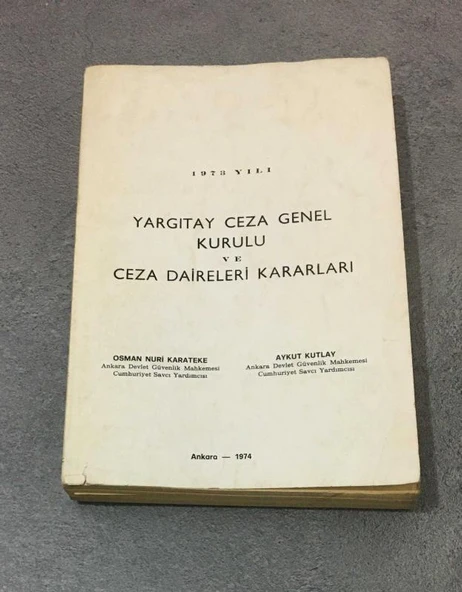 1973 YILI
YARGITAY CEZA GENEL
KURULU
VE
CEZA DAİRELERİ KARARLARI
OSMAN NURİ KARATEKE
Ankara Devlet Güvenlik Mahkemesi
Cumhuriyet Savcı Yardımcısı
AYKUT KUTLAY
Ankara Devlet Güvenlik Mahkemesi
Cumhuriyet Savcı Yardımcısı
Ankara — 1974